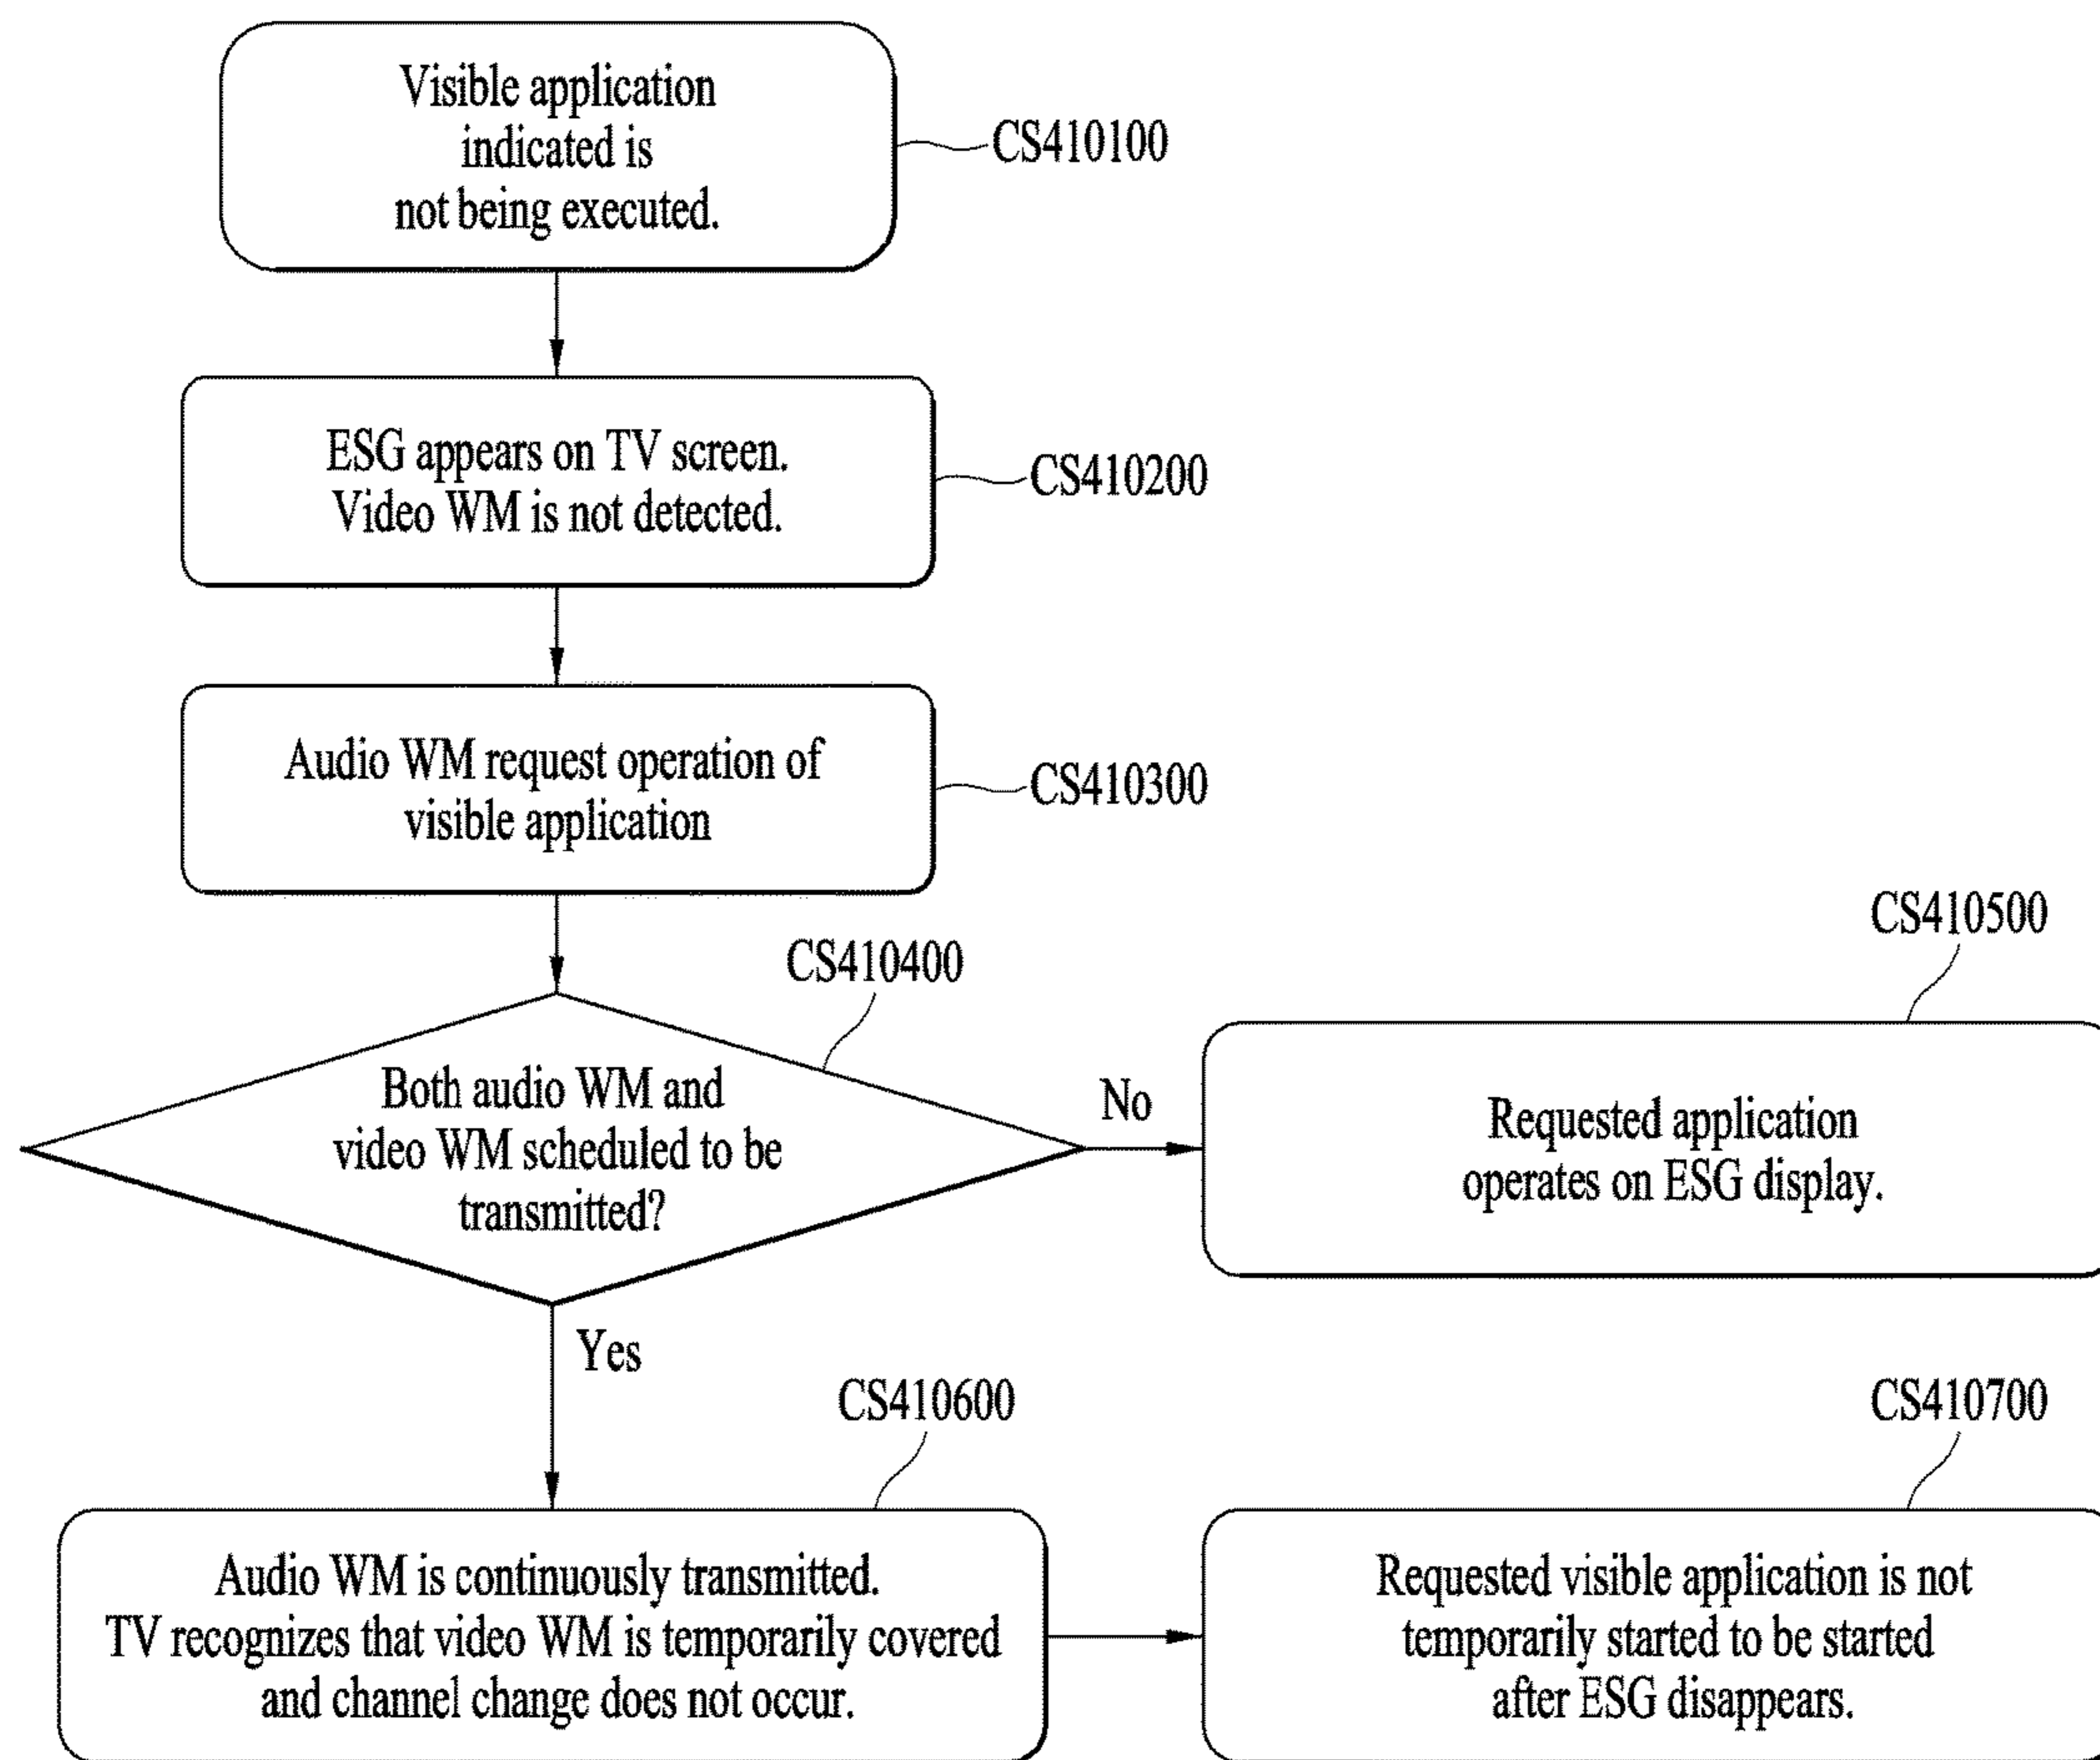 Visible application
indicated is
not being executed.
CS410100
ESG appears on TV screen.
Video WM is not detected.
CS410200
Audio WM request operation of
visible application
CS410300
CS410400
Both audio WM and
video WM scheduled to be
transmitted?
No
CS410500
Requested application
operates on ESG display.
Yes
CS410600
Audio WM is continuously transmitted.
TV recognizes that video WM is temporarily covered
and channel change does not occur.
CS410700
Requested visible application is not
temporarily started to be started
after ESG disappears.